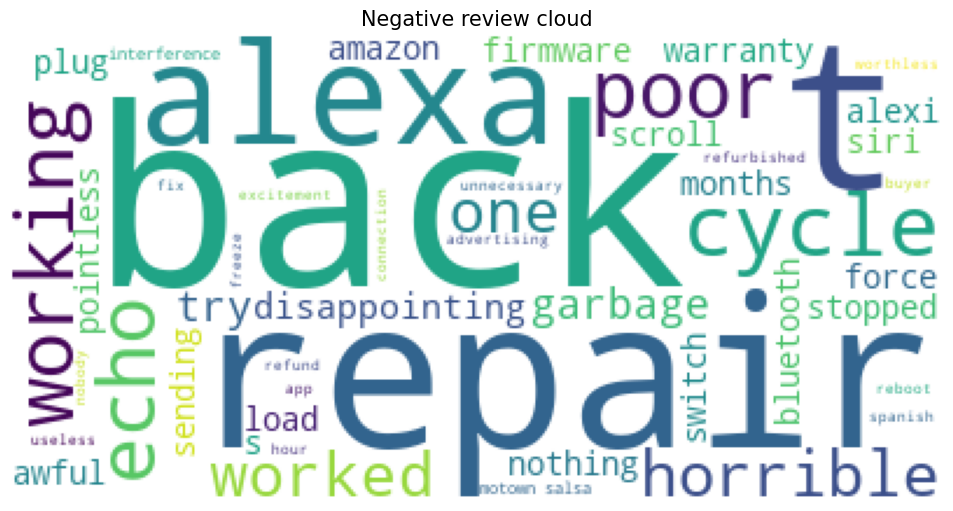 Negative review cloud
plug
interference
amazon
firmware
warranty
worthless
alexa
poor
t
alexi
siri
scroll
working
back
refurbished
fix
excitement
unnecessary
months
buyer
pointless
connection
one
advertising
cycle
freeze
force
echo
try
disappointing
garbage
bluetooth
stopped
nobody
sending
repair
switch
refund
app
reboot
load
spanish
useless
s
hour
awful
worked
nothing
motown salsa
horrible